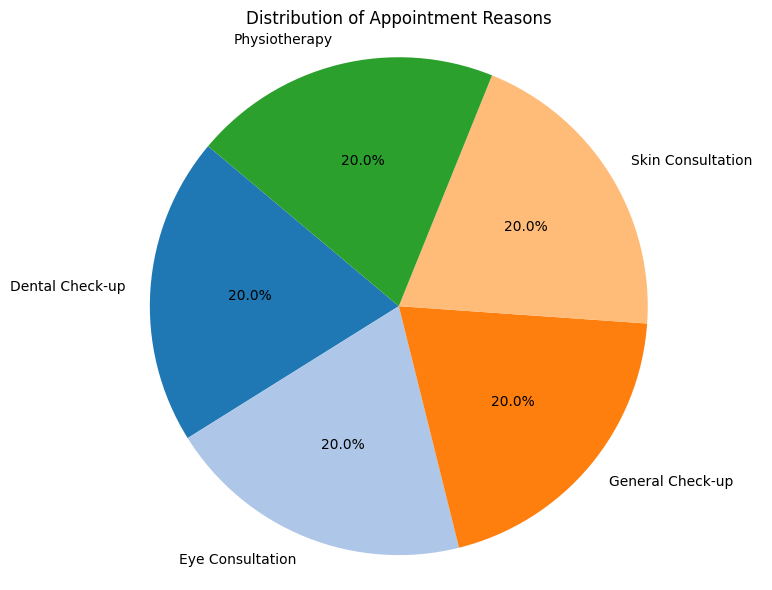 Distribution of Appointment Reasons
Physiotherapy
20.0%
Skin Consultation
20.0%
Dental Check-up
20.0%
20.0%
General Check-up
20.0%
Eye Consultation